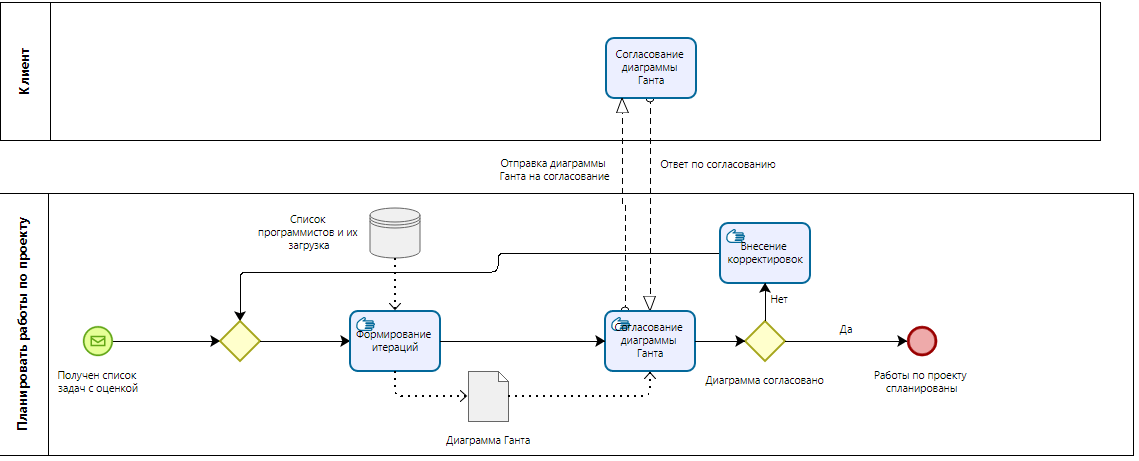 Клиент
Согласование
диаграммы
Ганта
Отправка диаграммы
Ганта на согласование
Ответ по согласованию
Планировать работы по проекту
Список
программистов и их
загрузка
Внесение
корректировок
Нет
Формирование
итераций
Согласование
диаграммы
Ганта
Да
Получен список
задач с оценкой
Диаграмма согласовано
Работы по проекту
спланированы
Диаграмма Ганта